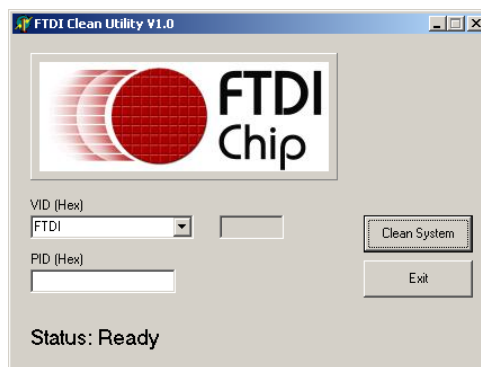 FTDI Clean Utility V1.0
FTDI
Chip
VID (Hex)
FTDI
Clean System
PID (Hex)
Exit
Status: Ready